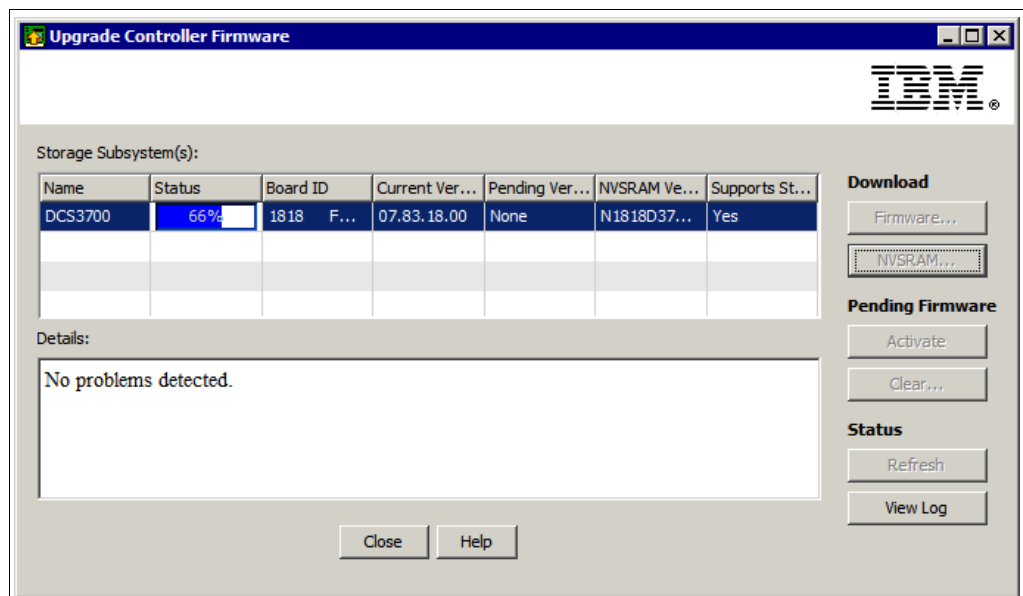 Upgrade Controller Firmware
IBM®
Storage Subsystem(s):
Name Status Board ID Current Ver... Pending Ver... NVSRAM Ve... Supports St...
DCS3700 66% 1818 F... 07.83.18.00 None N1818D37... Yes
Download
Firmware...
NVSRAM...
Pending Firmware
Activate
Clear...
Status
Refresh
View Log
Details:
No problems detected.
Close Help